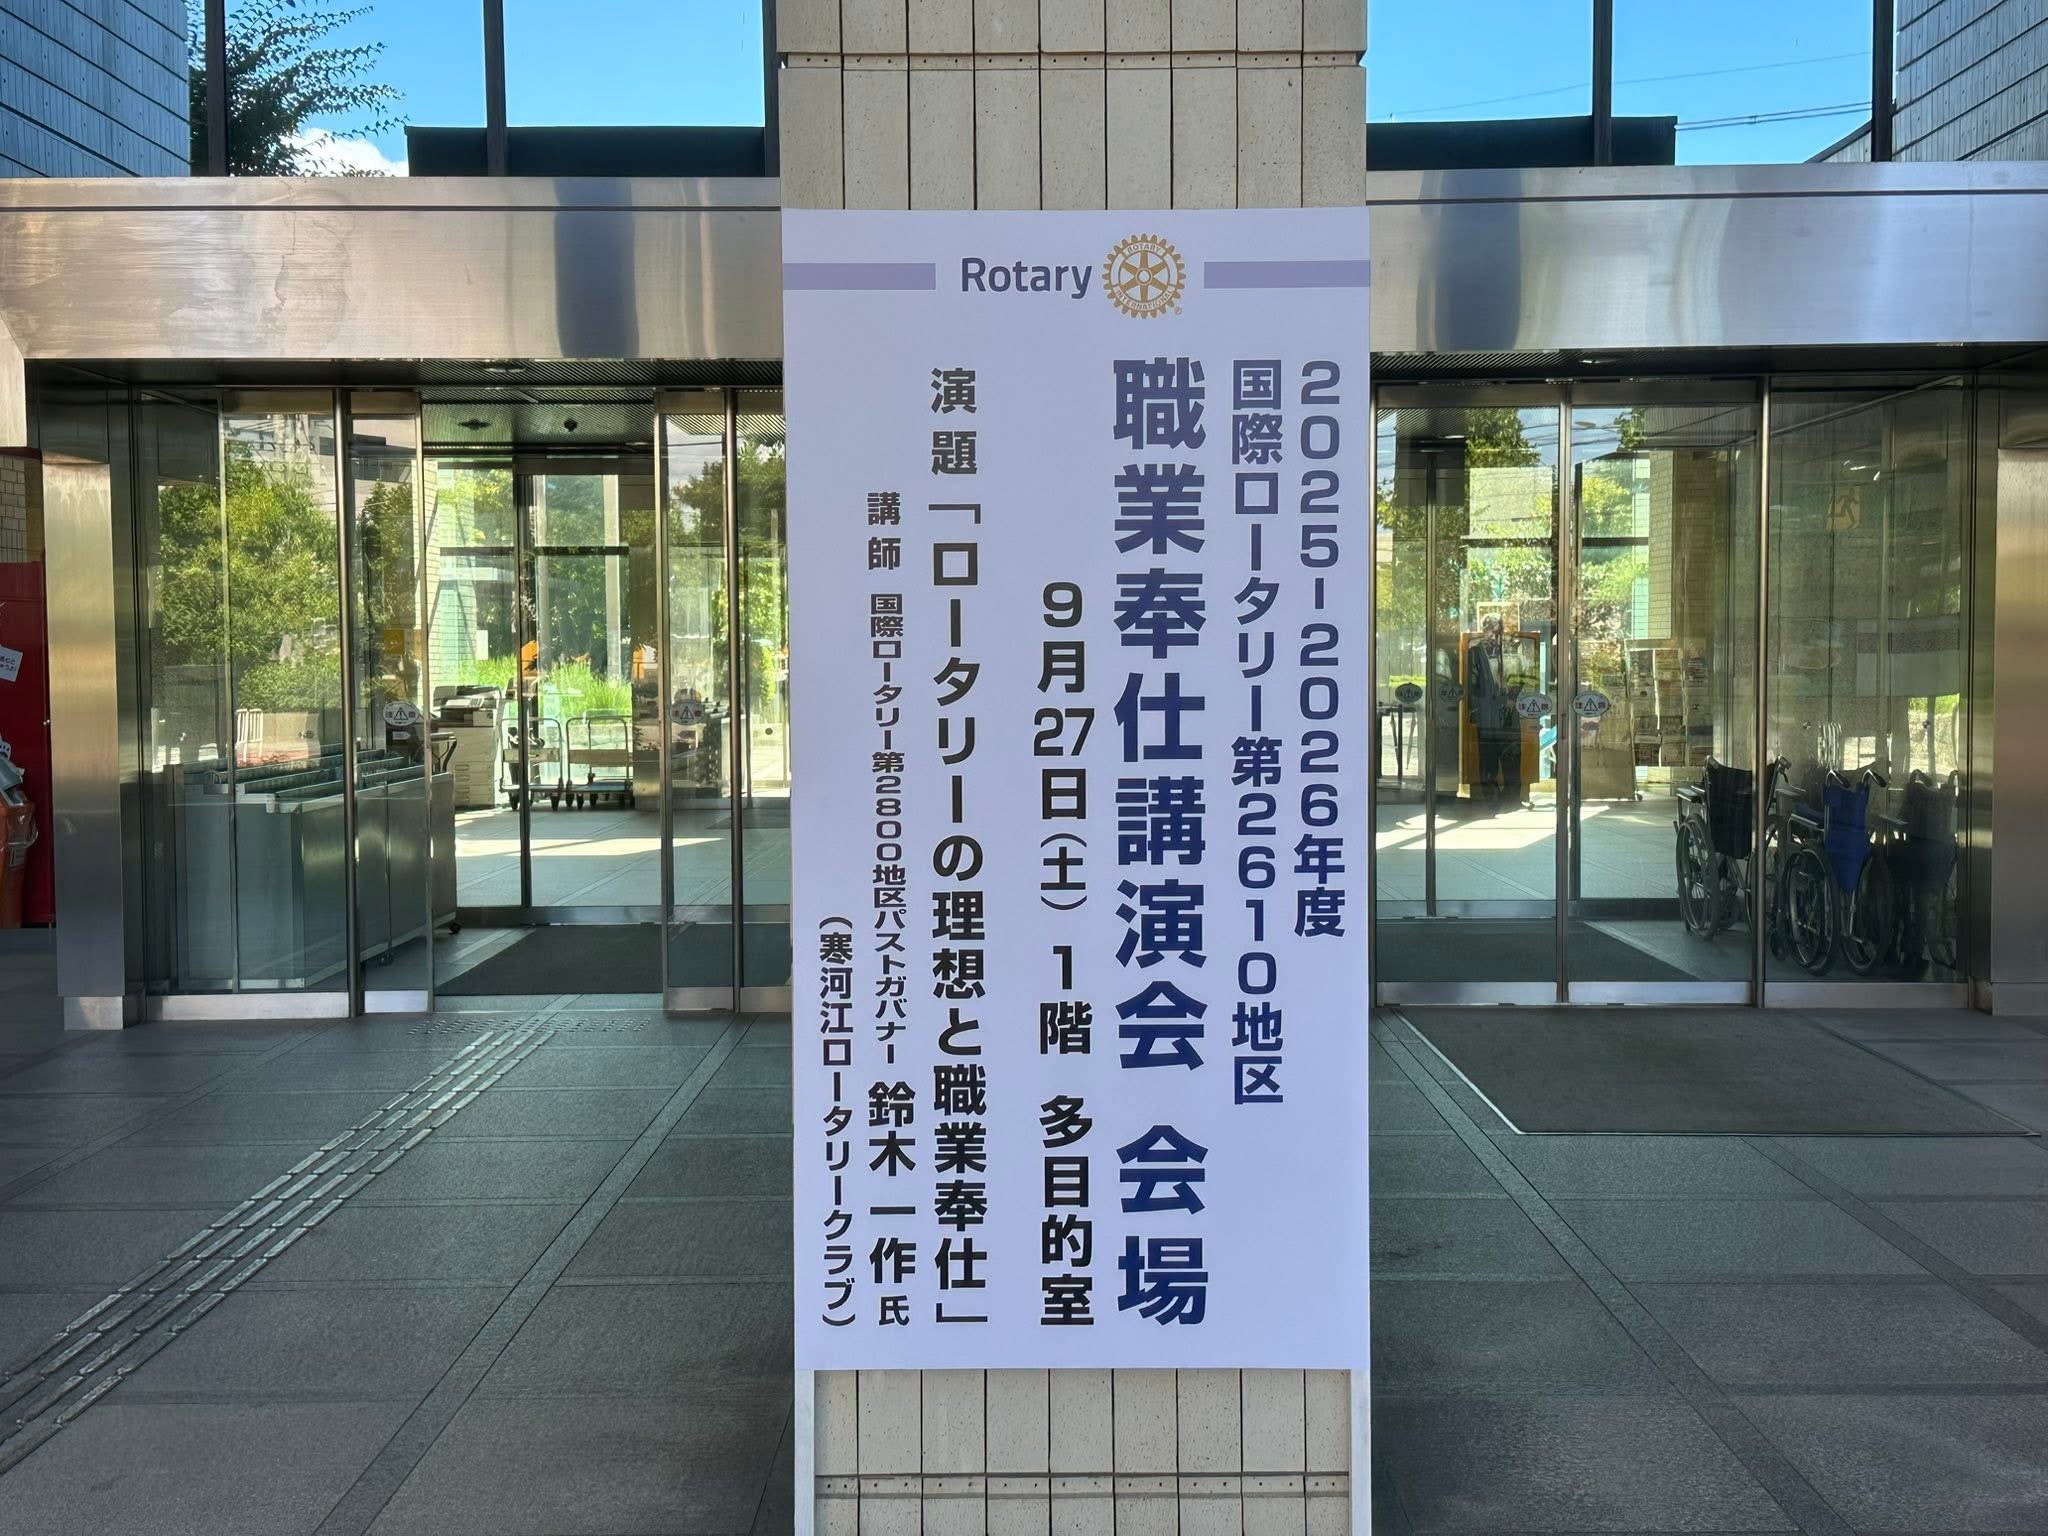 Rotary
ROTARY
INTERNATIONAL
2025-2026年度
国際ロータリー第2610地区
職業奉仕講演会 会場
9月27日(土) 1階 多目的室
演題「ロータリーの理想と職業奉仕」
講師 国際ロータリー第2800地区パストガバナー 鈴木一作氏
(寒河江ロータリークラブ)